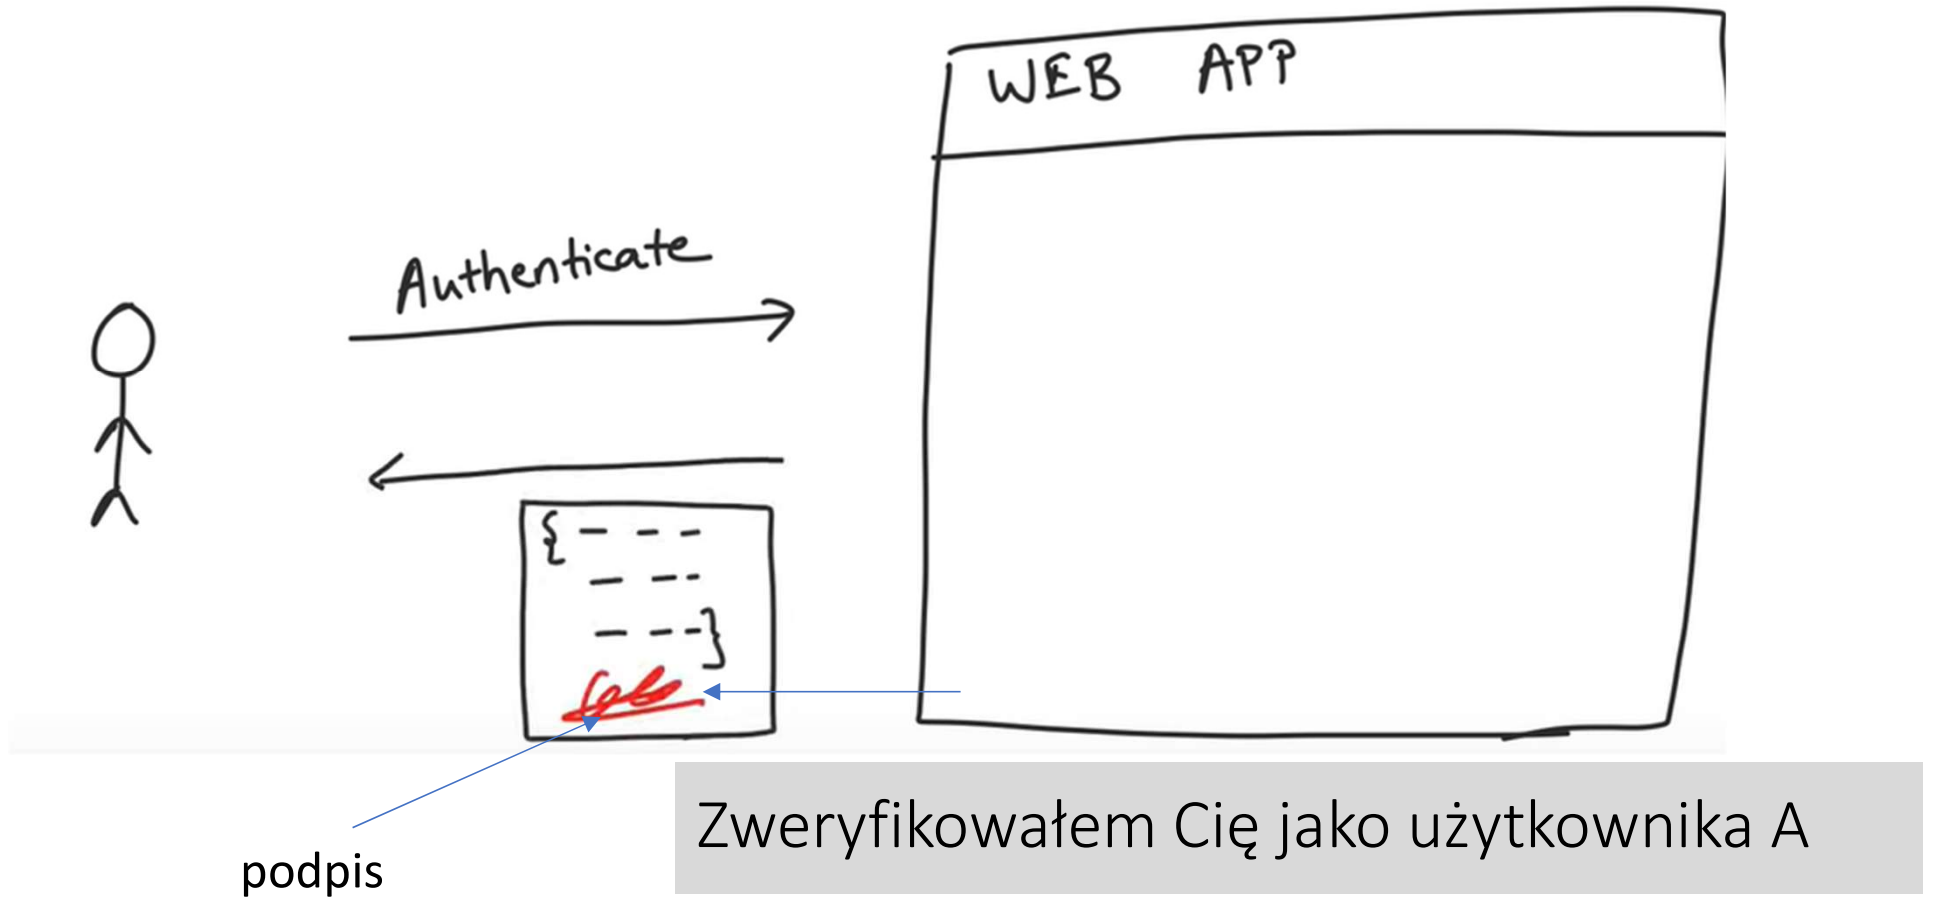 WEB APP
Authenticate
{ — — —
— — —
— — — }
podpis
Zweryfikowałem Cię jako użytkownika A